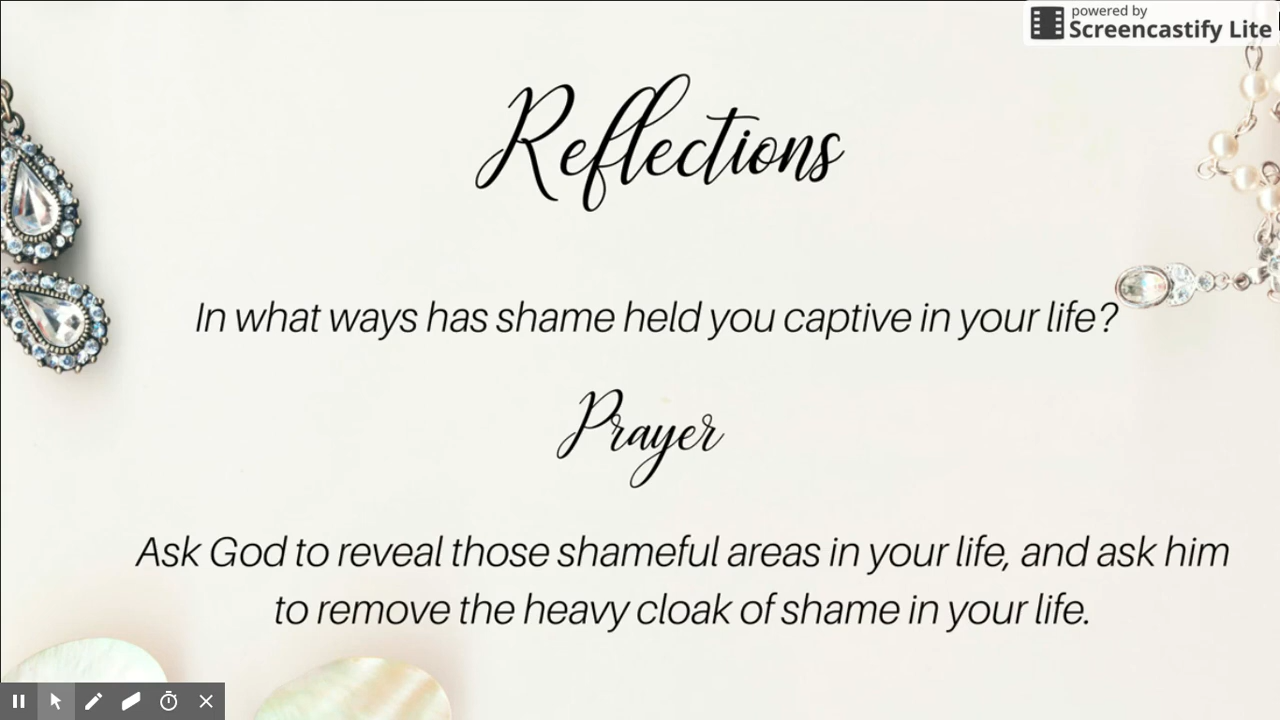 powered by
Screencastify Lite
Reflections
In what ways has shame held you captive in your life?
Prayer
Ask God to reveal those shameful areas in your life, and ask him
to remove the heavy cloak of shame in your life.